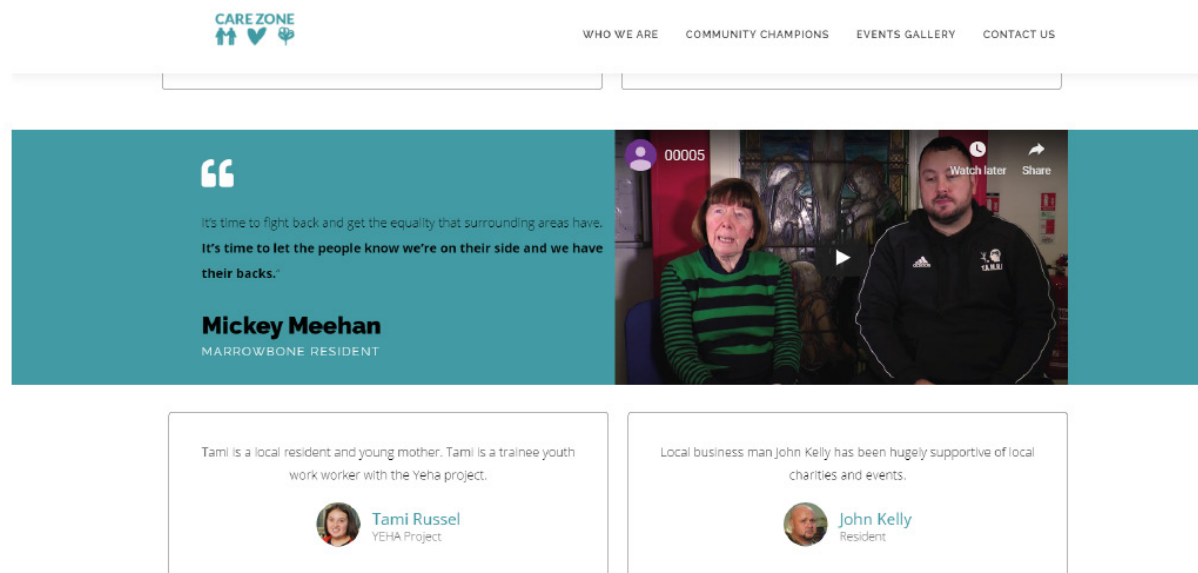 CARE ZONE
WHO WE ARE COMMUNITY CHAMPIONS EVENTS GALLERY CONTACT US
“
It's time to fight back and get the equality that surrounding areas have.
It's time to let the people know we're on their side and we have
their backs.“
Mickey Meehan
MARROWBONE RESIDENT
00005
Watch later Share
adidas
T.A.M.H.I
Tami is a local resident and young mother. Tami is a trainee youth
work worker with the Yeha project.
Tami Russel
YEHA Project
Local business man John Kelly has been hugely supportive of local
charities and events.
John Kelly
Resident